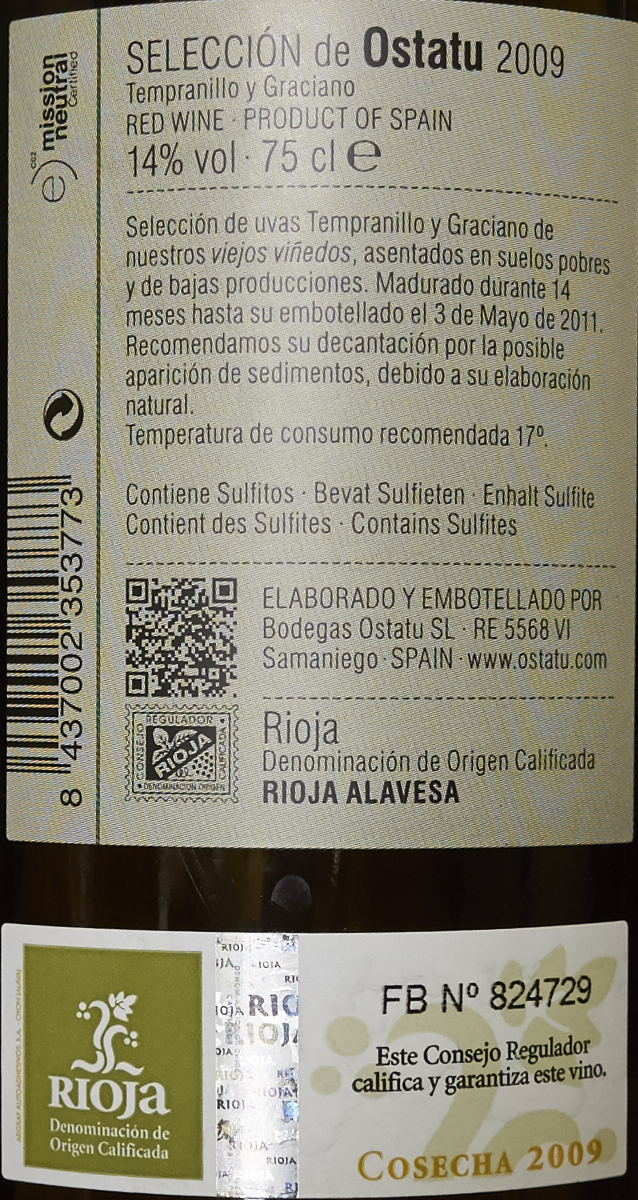 SELECCIÓN de Ostatu 2009
Tempranillo y Graciano
RED WINE · PRODUCT OF SPAIN
14% vol · 75 cl e
Selección de uvas Tempranillo y Graciano de
nuestros viejos viñedos, asentados en suelos pobres
y de bajas producciones. Madurado durante 14
meses hasta su embotellado el 3 de Mayo de 2011.
Recomendamos su decantación por la posible
aparición de sedimentos, debido a su elaboración
natural.
Temperatura de consumo recomendada 17º.
Contiene Sulfitos · Bevat Sulfieten · Enhalt Sulfite
Contient des Sulfites · Contains Sulfites
ELABORADO Y EMBOTELLADO POR
Bodegas Ostatu SL · RE 5568 VI
Samaniego · SPAIN · www.ostatu.com
Rioja
Denominación de Origen Calificada
RIOJA ALAVESA
CONSEJO
REGULADOR
CALIFICADA
RIOJA
DENOMINACION ORIGEN
e) CO2 mission
neutral
Certified
8 437002 353773
RIOJA
Denominación de
Origen Calificada
RIOJA
FB Nº 824729
Este Consejo Regulador
califica y garantiza este vino.
COSECHA 2009